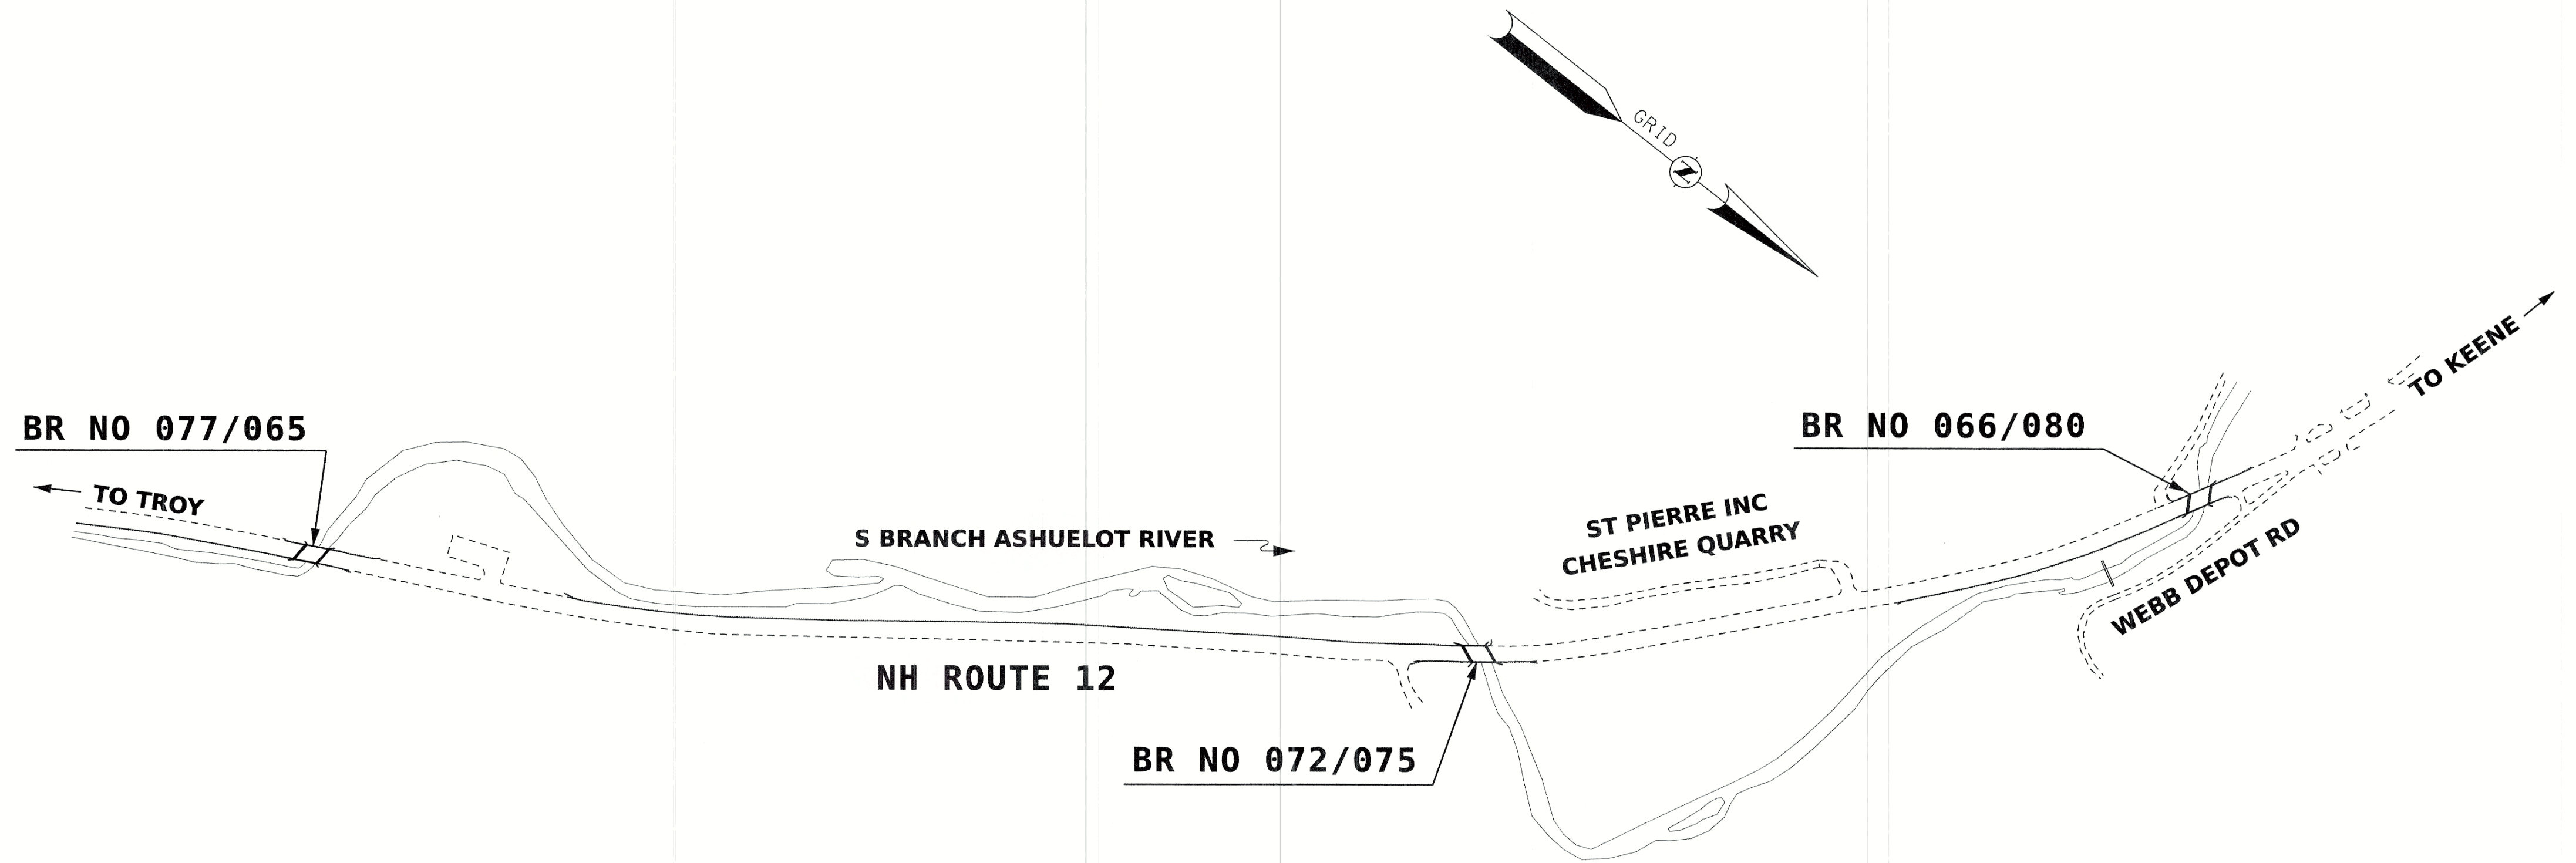 GRID
N
BR NO 077/065
TO TROY
S BRANCH ASHUELOT RIVER
NH ROUTE 12
BR NO 072/075
ST PIERRE INC
CHESHIRE QUARRY
BR NO 066/080
TO KEENE
WEBB DEPOT RD